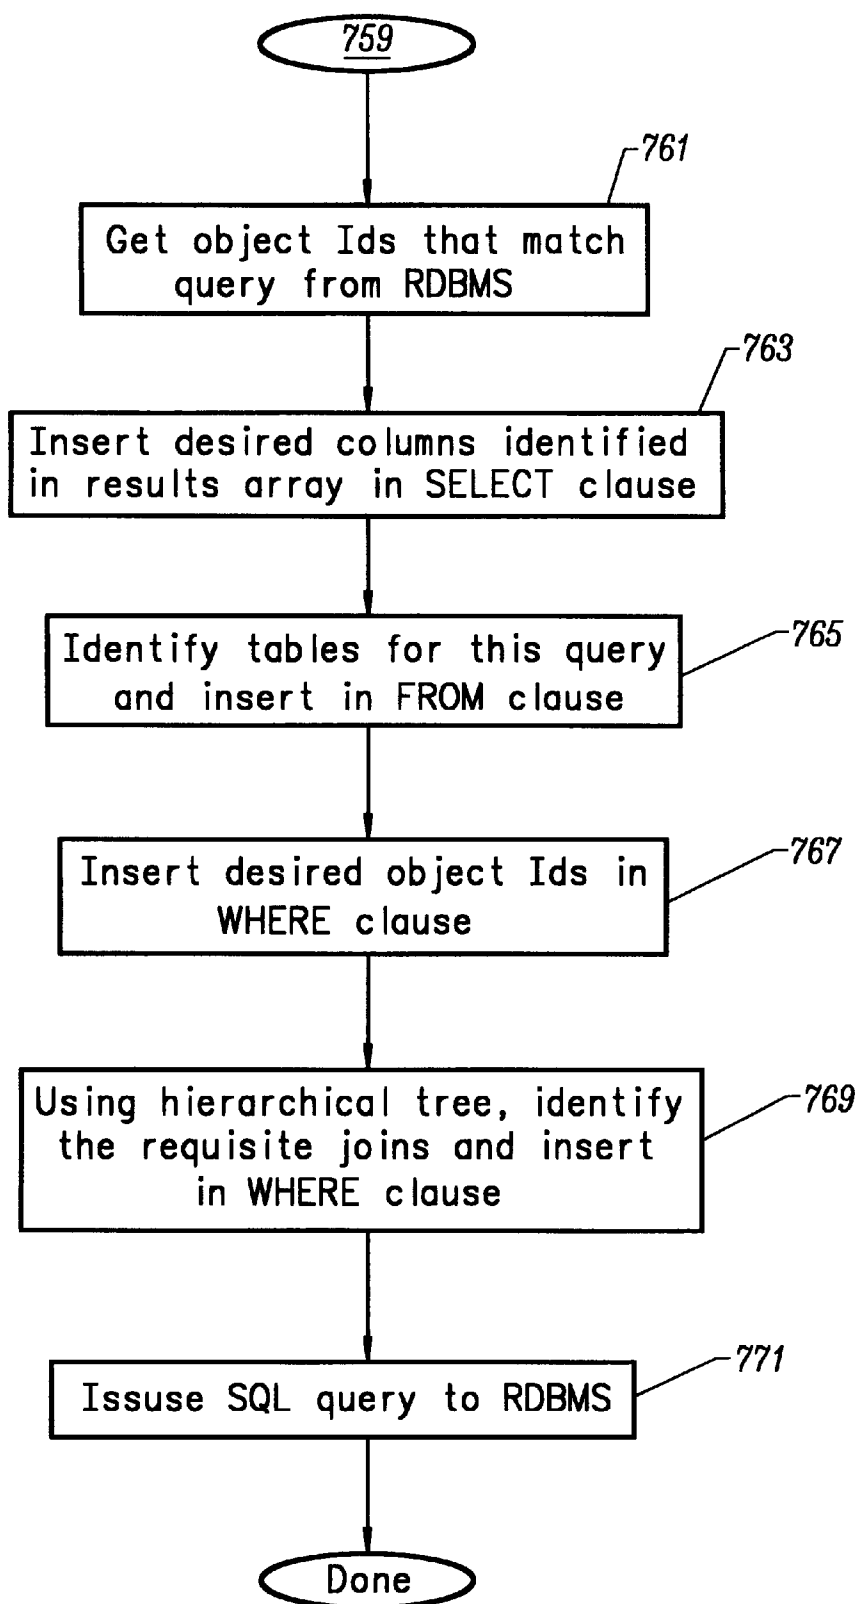 759
761
Get object Ids that match
query from RDBMS
763
Insert desired columns identified
in results array in SELECT clause
765
Identify tables for this query
and insert in FROM clause
767
Insert desired object Ids in
WHERE clause
769
Using hierarchical tree, identify
the requisite joins and insert
in WHERE clause
771
Issuse SQL query to RDBMS
Done